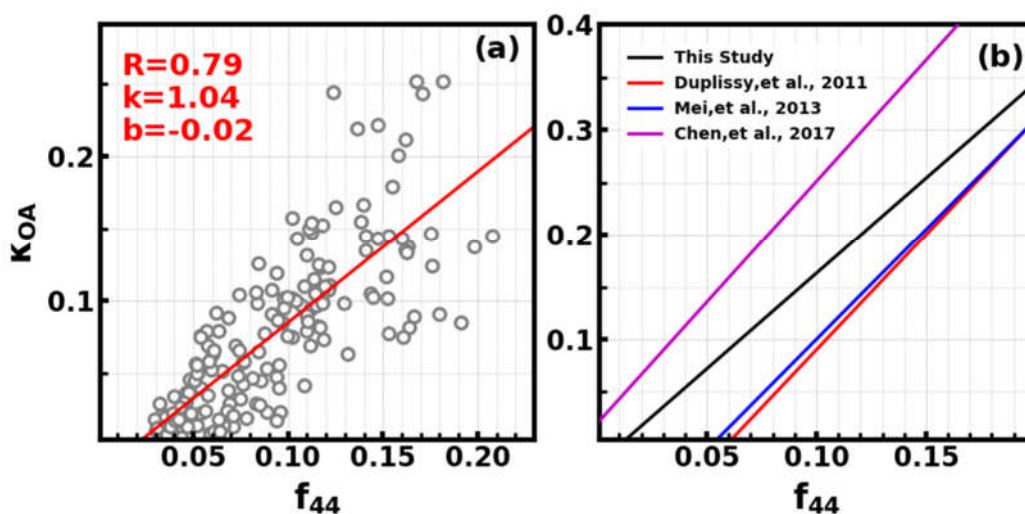 (a)
R=0.79
k=1.04
b=-0.02
0.2
0.1
κOA
0.05 0.10 0.15 0.20
f44
(b)
This Study
Duplissy,et al., 2011
Mei,et al., 2013
Chen,et al., 2017
0.4
0.3
0.2
0.1
0.05 0.10 0.15
f44